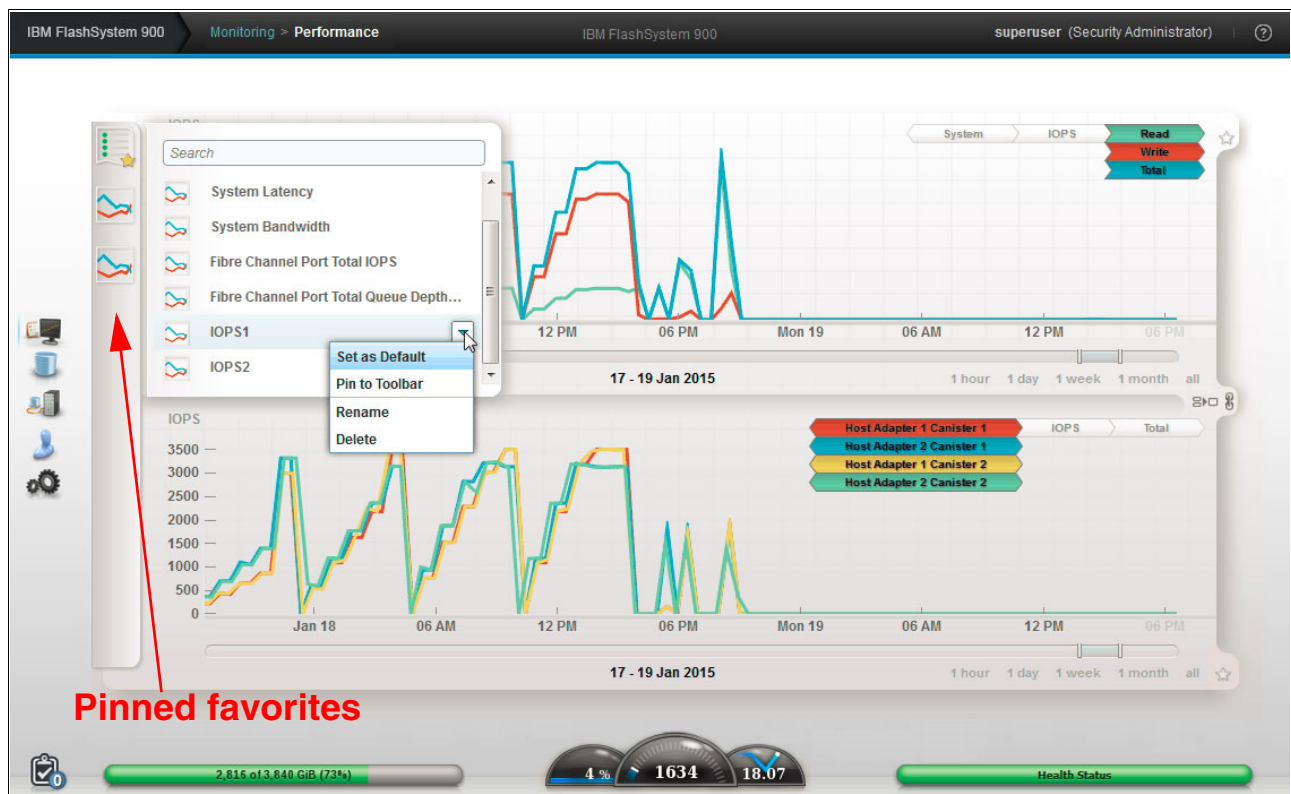 IBM FlashSystem 900
Monitoring > Performance
IBM FlashSystem 900
superuser (Security Administrator)
?
IOPS
Search
System Latency
System Bandwidth
Fibre Channel Port Total IOPS
Fibre Channel Port Total Queue Depth...
IOPS1
IOPS2
Set as Default
Pin to Toolbar
Rename
Delete
System
IOPS
Read
Write
Total
12 PM
06 PM
Mon 19
06 AM
12 PM
06 PM
17 - 19 Jan 2015
1 hour 1 day 1 week 1 month all
IOPS
Host Adapter 1 Canister 1
Host Adapter 2 Canister 1
Host Adapter 1 Canister 2
Host Adapter 2 Canister 2
IOPS
Total
3500
3000
2500
2000
1500
1000
500
0
Jan 18
06 AM
12 PM
06 PM
Mon 19
06 AM
12 PM
06 PM
17 - 19 Jan 2015
1 hour 1 day 1 week 1 month all
Pinned favorites
0
2,816 of 3,840 GiB (73%)
4 %
1634
18.07
Health Status